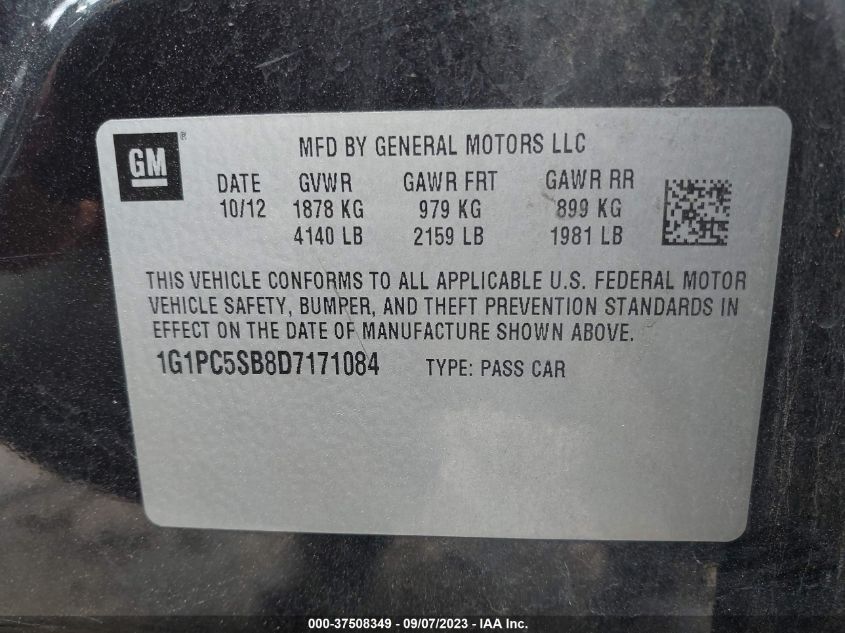 GM ®
MFD BY GENERAL MOTORS LLC
DATE GVWR GAWR FRT GAWR RR
10/12 1878 KG 979 KG 899 KG
4140 LB 2159 LB 1981 LB
THIS VEHICLE CONFORMS TO ALL APPLICABLE U.S. FEDERAL MOTOR
VEHICLE SAFETY, BUMPER, AND THEFT PREVENTION STANDARDS IN
EFFECT ON THE DATE OF MANUFACTURE SHOWN ABOVE.
1G1PC5SB8D7171084 TYPE: PASS CAR
000-37508349 - 09/07/2023 - IAA Inc.